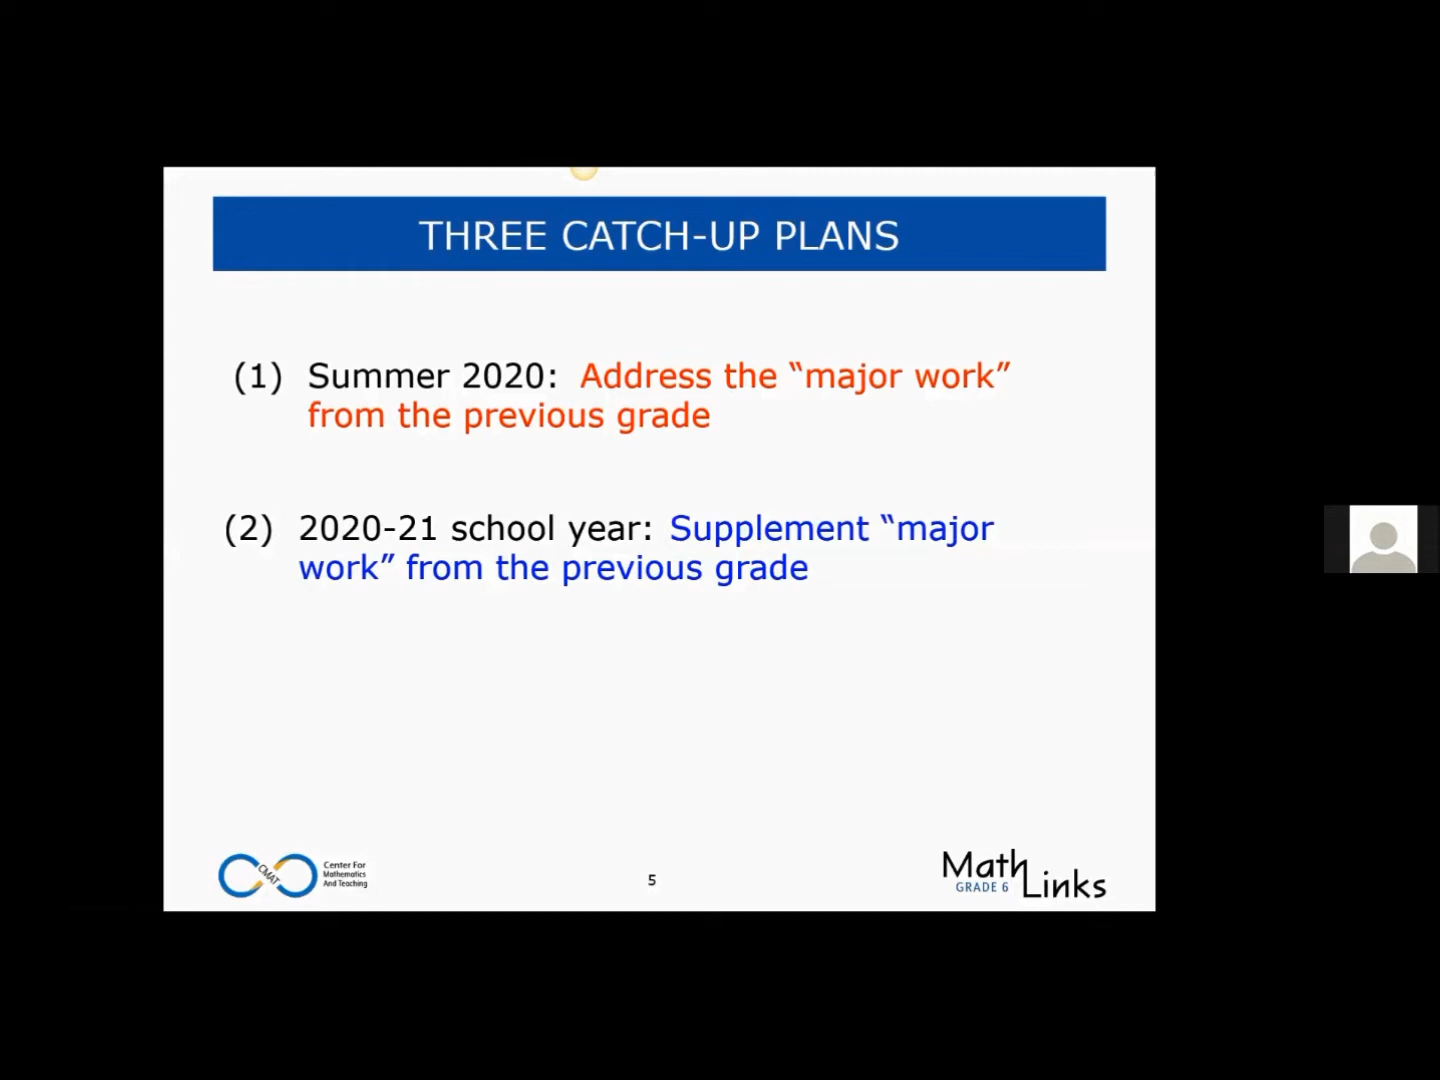 THREE CATCH-UP PLANS
(1) Summer 2020: Address the “major work”
from the previous grade
(2) 2020-21 school year: Supplement “major
work” from the previous grade
CMAT
Center For
Mathematics
And Teaching
5
Math
GRADE 6
Links